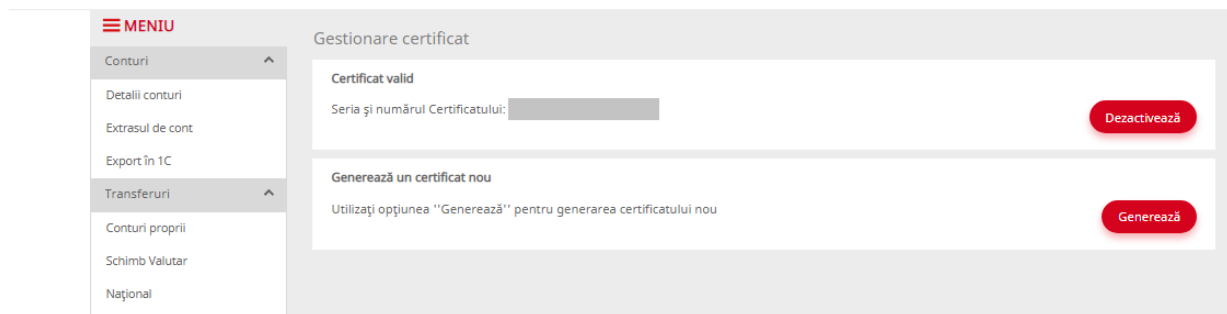 MENIU
Conturi
Detalii conturi
Extrasul de cont
Export în 1C
Transferuri
Conturi proprii
Schimb Valutar
Naţional
Gestionare certificat
Certificat valid
Seria şi numărul Certificatului:
Dezactivează
Generează un certificat nou
Utilizaţi opţiunea ''Generează'' pentru generarea certificatului nou
Generează